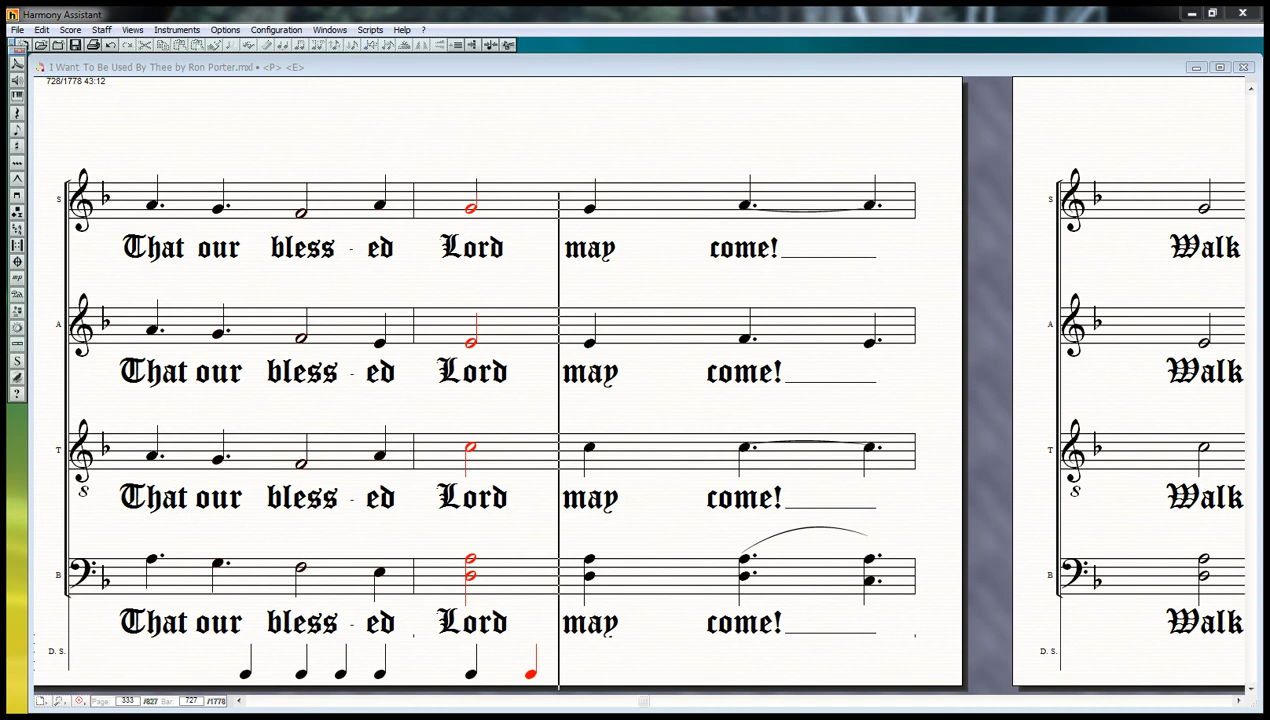 Harmony Assistant
File Edit Score Staff Views Instruments Options Configuration Windows Scripts Help ?
I Want To Be Used By Thee by Ron Porter.mxl • <P> <E>
728/1778 43:12
S
That our bless - ed Lord may come! Walk
A
A
That our bless - ed Lord may come! Walk
T
T
8
8
That our bless - ed Lord may come! Walk
B
B
That our bless - ed Lord may come! Walk
D. S.
D. S.
Page: 333 /827 Bar: 727 /1778